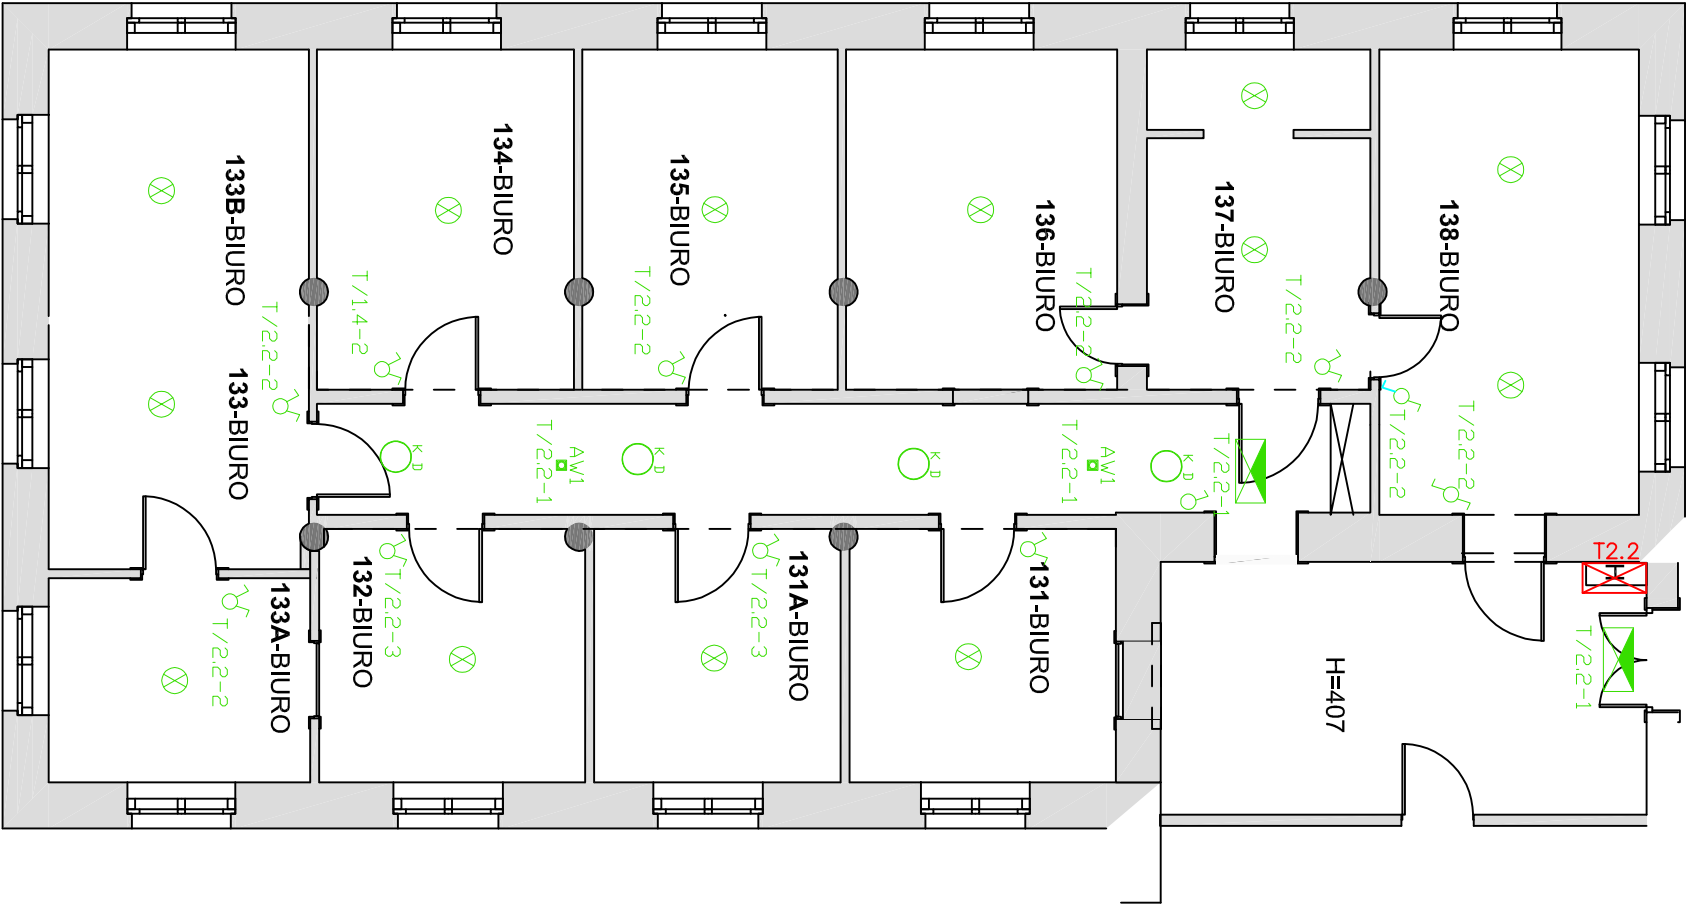 133B-BIURO
134-BIURO
135-BIURO
136-BIURO
137-BIURO
138-BIURO
T/2.2-2
T/1.4-2
T/2.2-2
T/2.2-2
T/2.2-2
133-BIURO
K D
T/2.2-1
AW1
K D
K D
T/2.2-1
AW1
K D
T/2.2-1
T/2.2-2
T/2.2-2
T2.2
133A-BIURO
T/2.2-2
132-BIURO
T/2.2-3
131A-BIURO
T/2.2-3
131-BIURO
H=407
T/2.2-1